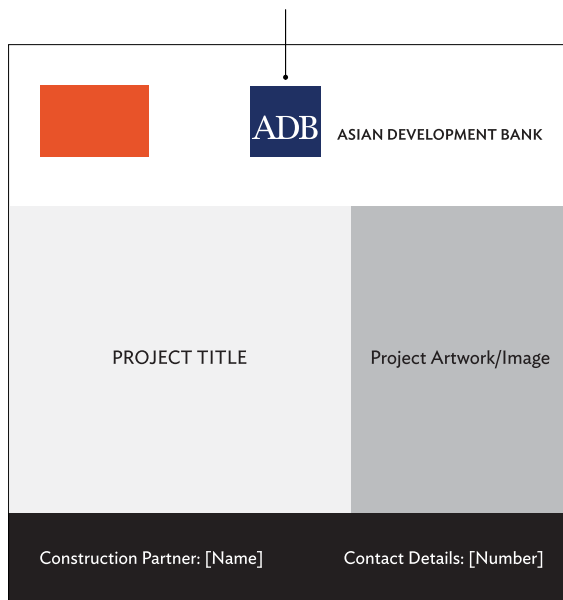 ADB ASIAN DEVELOPMENT BANK
PROJECT TITLE
Project Artwork/Image
Construction Partner: [Name]
Contact Details: [Number]